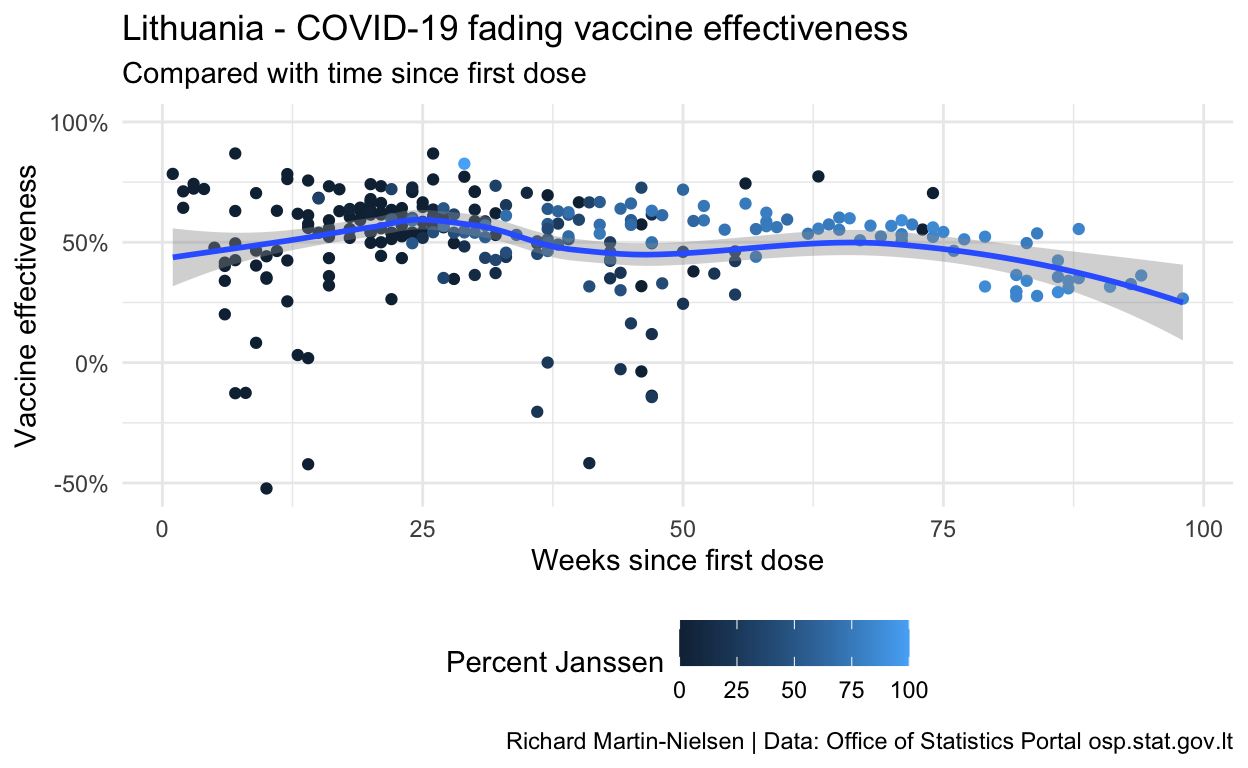 Lithuania - COVID-19 fading vaccine effectiveness
Compared with time since first dose
Vaccine effectiveness
100%
50%
0%
-50%
0 25 50 75 100
Weeks since first dose
Percent Janssen
0 25 50 75 100
Richard Martin-Nielsen | Data: Office of Statistics Portal osp.stat.gov.lt